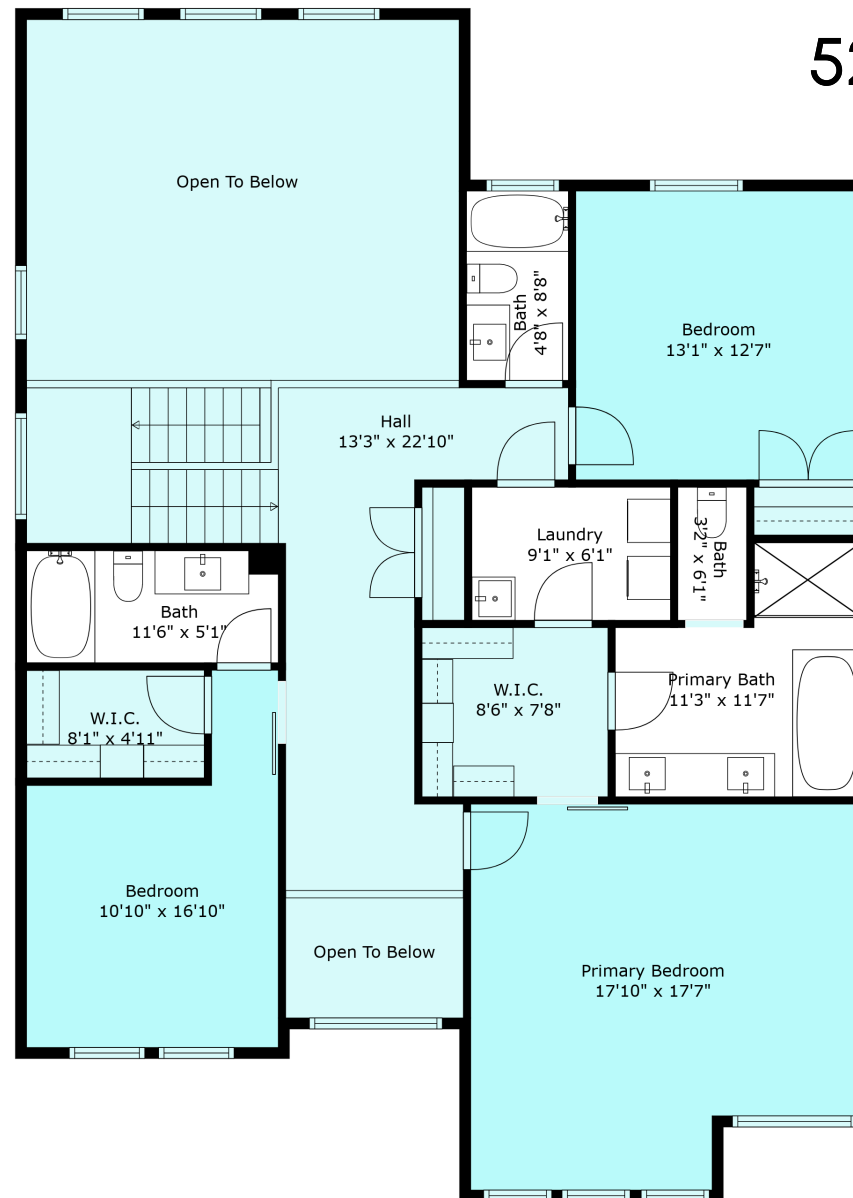 52
Open To Below
Bath
4'8" x 8'8"
Bedroom
13'1" x 12'7"
Hall
13'3" x 22'10"
Laundry
9'1" x 6'1"
Bath
3'2" x 6'1"
Bath
11'6" x 5'1"
W.I.C.
8'1" x 4'11"
W.I.C.
8'6" x 7'8"
Primary Bath
11'3" x 11'7"
Bedroom
10'10" x 16'10"
Open To Below
Primary Bedroom
17'10" x 17'7"